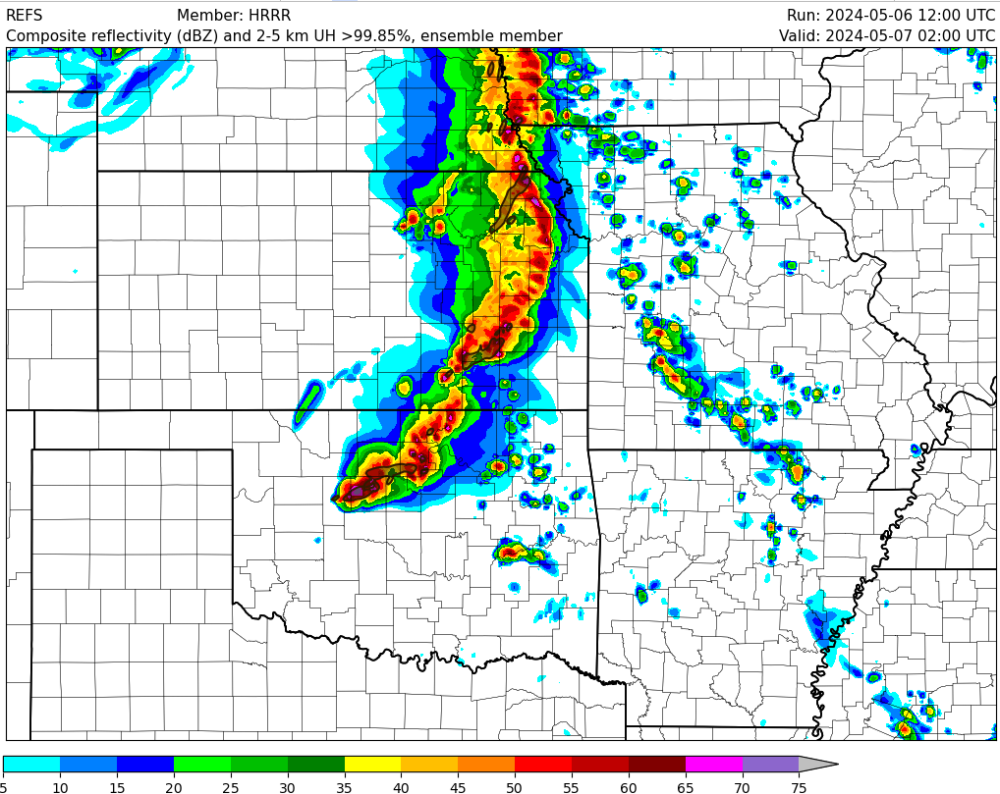 REFS Member: HRRR Run: 2024-05-06 12:00 UTC
Composite reflectivity (dBZ) and 2-5 km UH >99.85%, ensemble member Valid: 2024-05-07 02:00 UTC
5 10 15 20 25 30 35 40 45 50 55 60 65 70 75